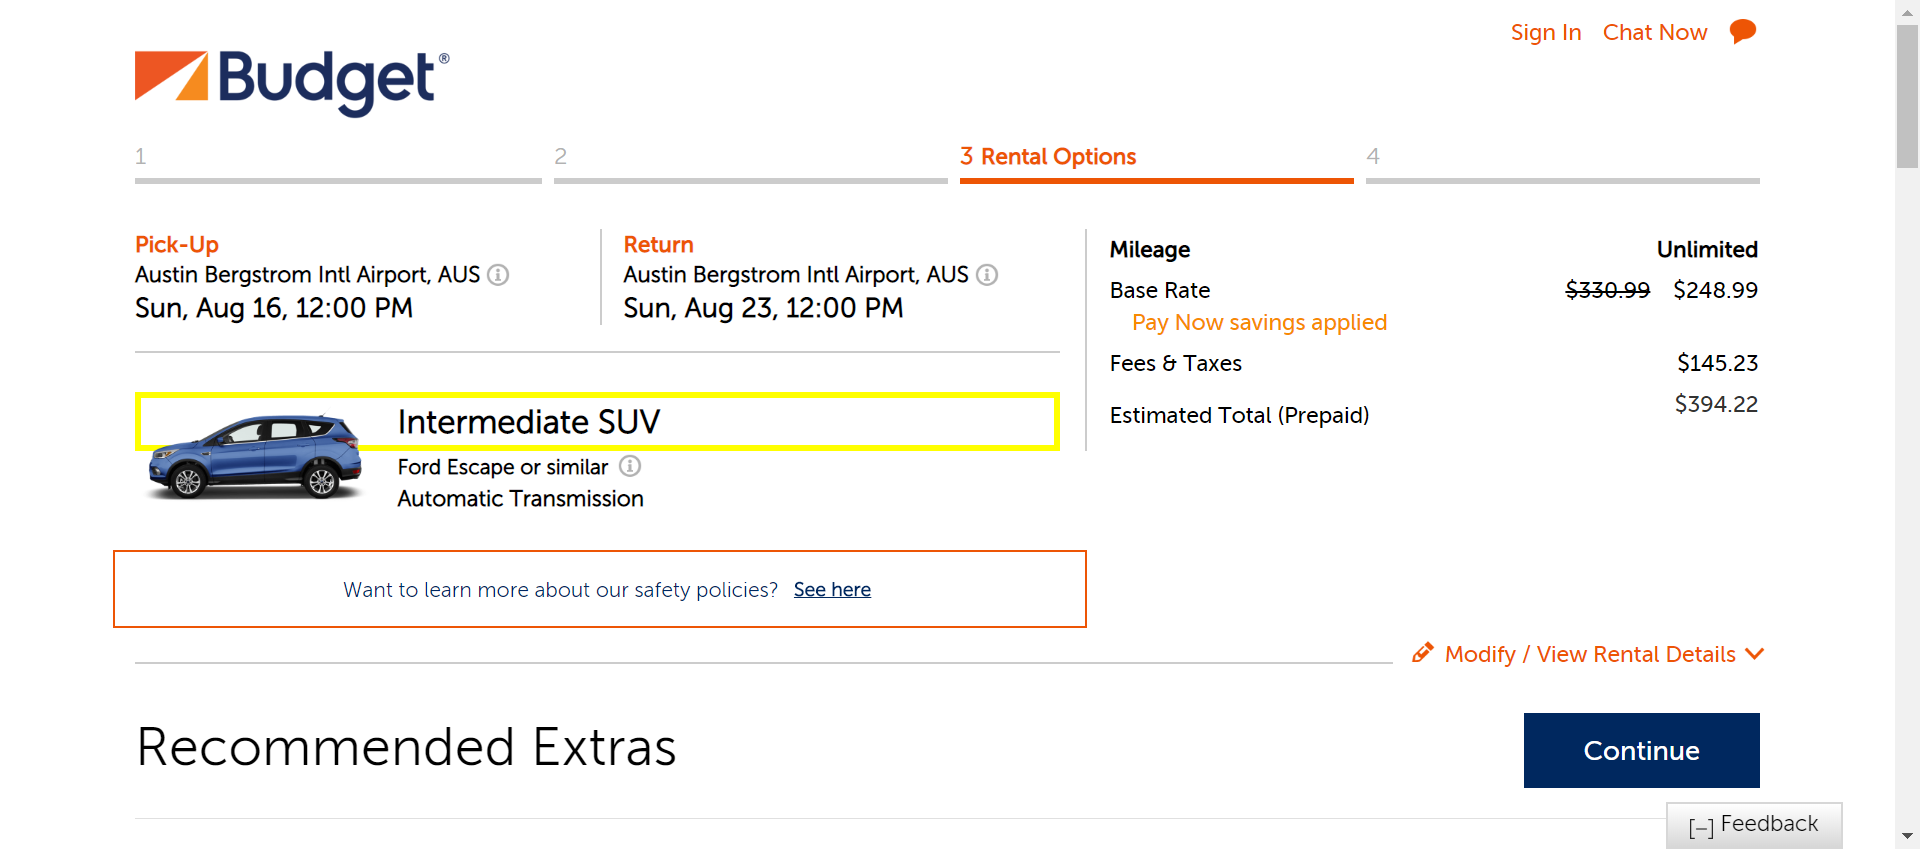 Sign In Chat Now
Budget®
1 2 3 Rental Options 4
Pick-Up
Austin Bergstrom Intl Airport, AUS
Sun, Aug 16, 12:00 PM
Return
Austin Bergstrom Intl Airport, AUS
Sun, Aug 23, 12:00 PM
Mileage Unlimited
Base Rate $330.99 $248.99
Pay Now savings applied
Fees & Taxes $145.23
Estimated Total (Prepaid) $394.22
Intermediate SUV
Ford Escape or similar
Automatic Transmission
Want to learn more about our safety policies? See here
Modify / View Rental Details
Recommended Extras
Continue
[–] Feedback